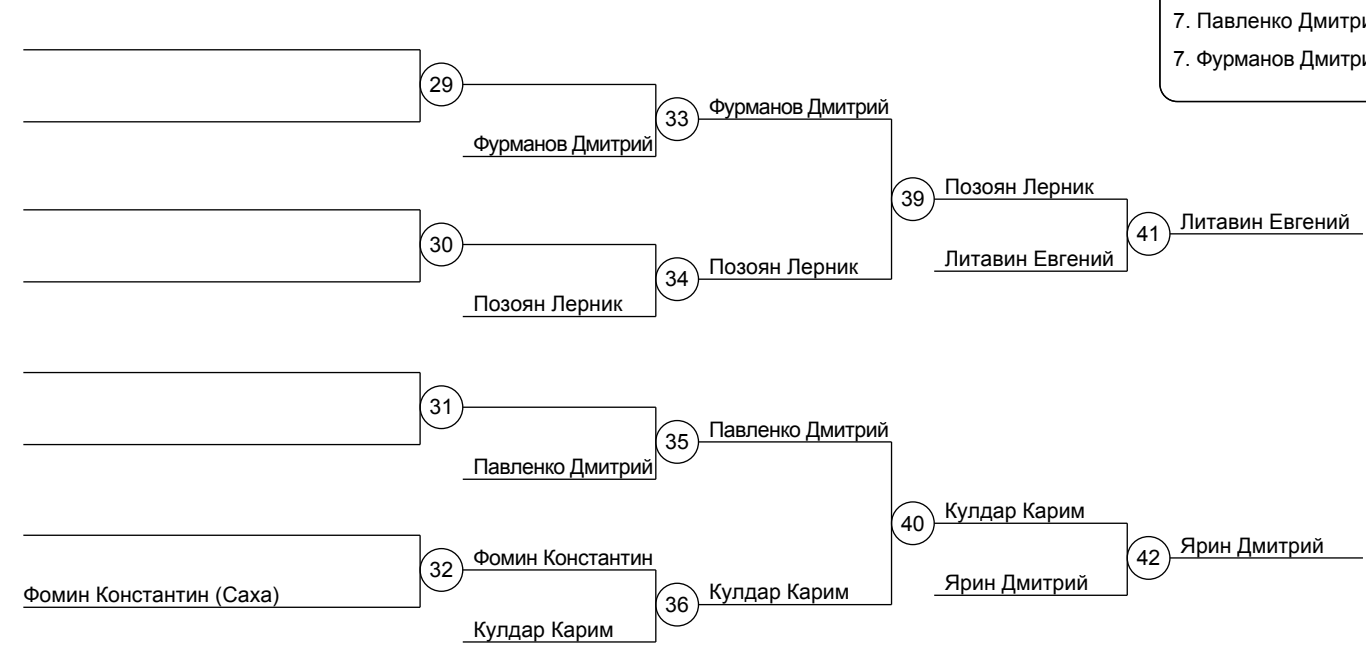 7. Павленко Дмитри
7. Фурманов Дмитри
29
33
Фурманов Дмитрий
Фурманов Дмитрий
39
Позоян Лерник
41
Литавин Евгений
30
34
Позоян Лерник
Литавин Евгений
Позоян Лерник
31
35
Павленко Дмитрий
Павленко Дмитрий
40
Кулдар Карим
42
Ярин Дмитрий
32
Фомин Константин
Ярин Дмитрий
Фомин Константин (Саха)
36
Кулдар Карим
Кулдар Карим